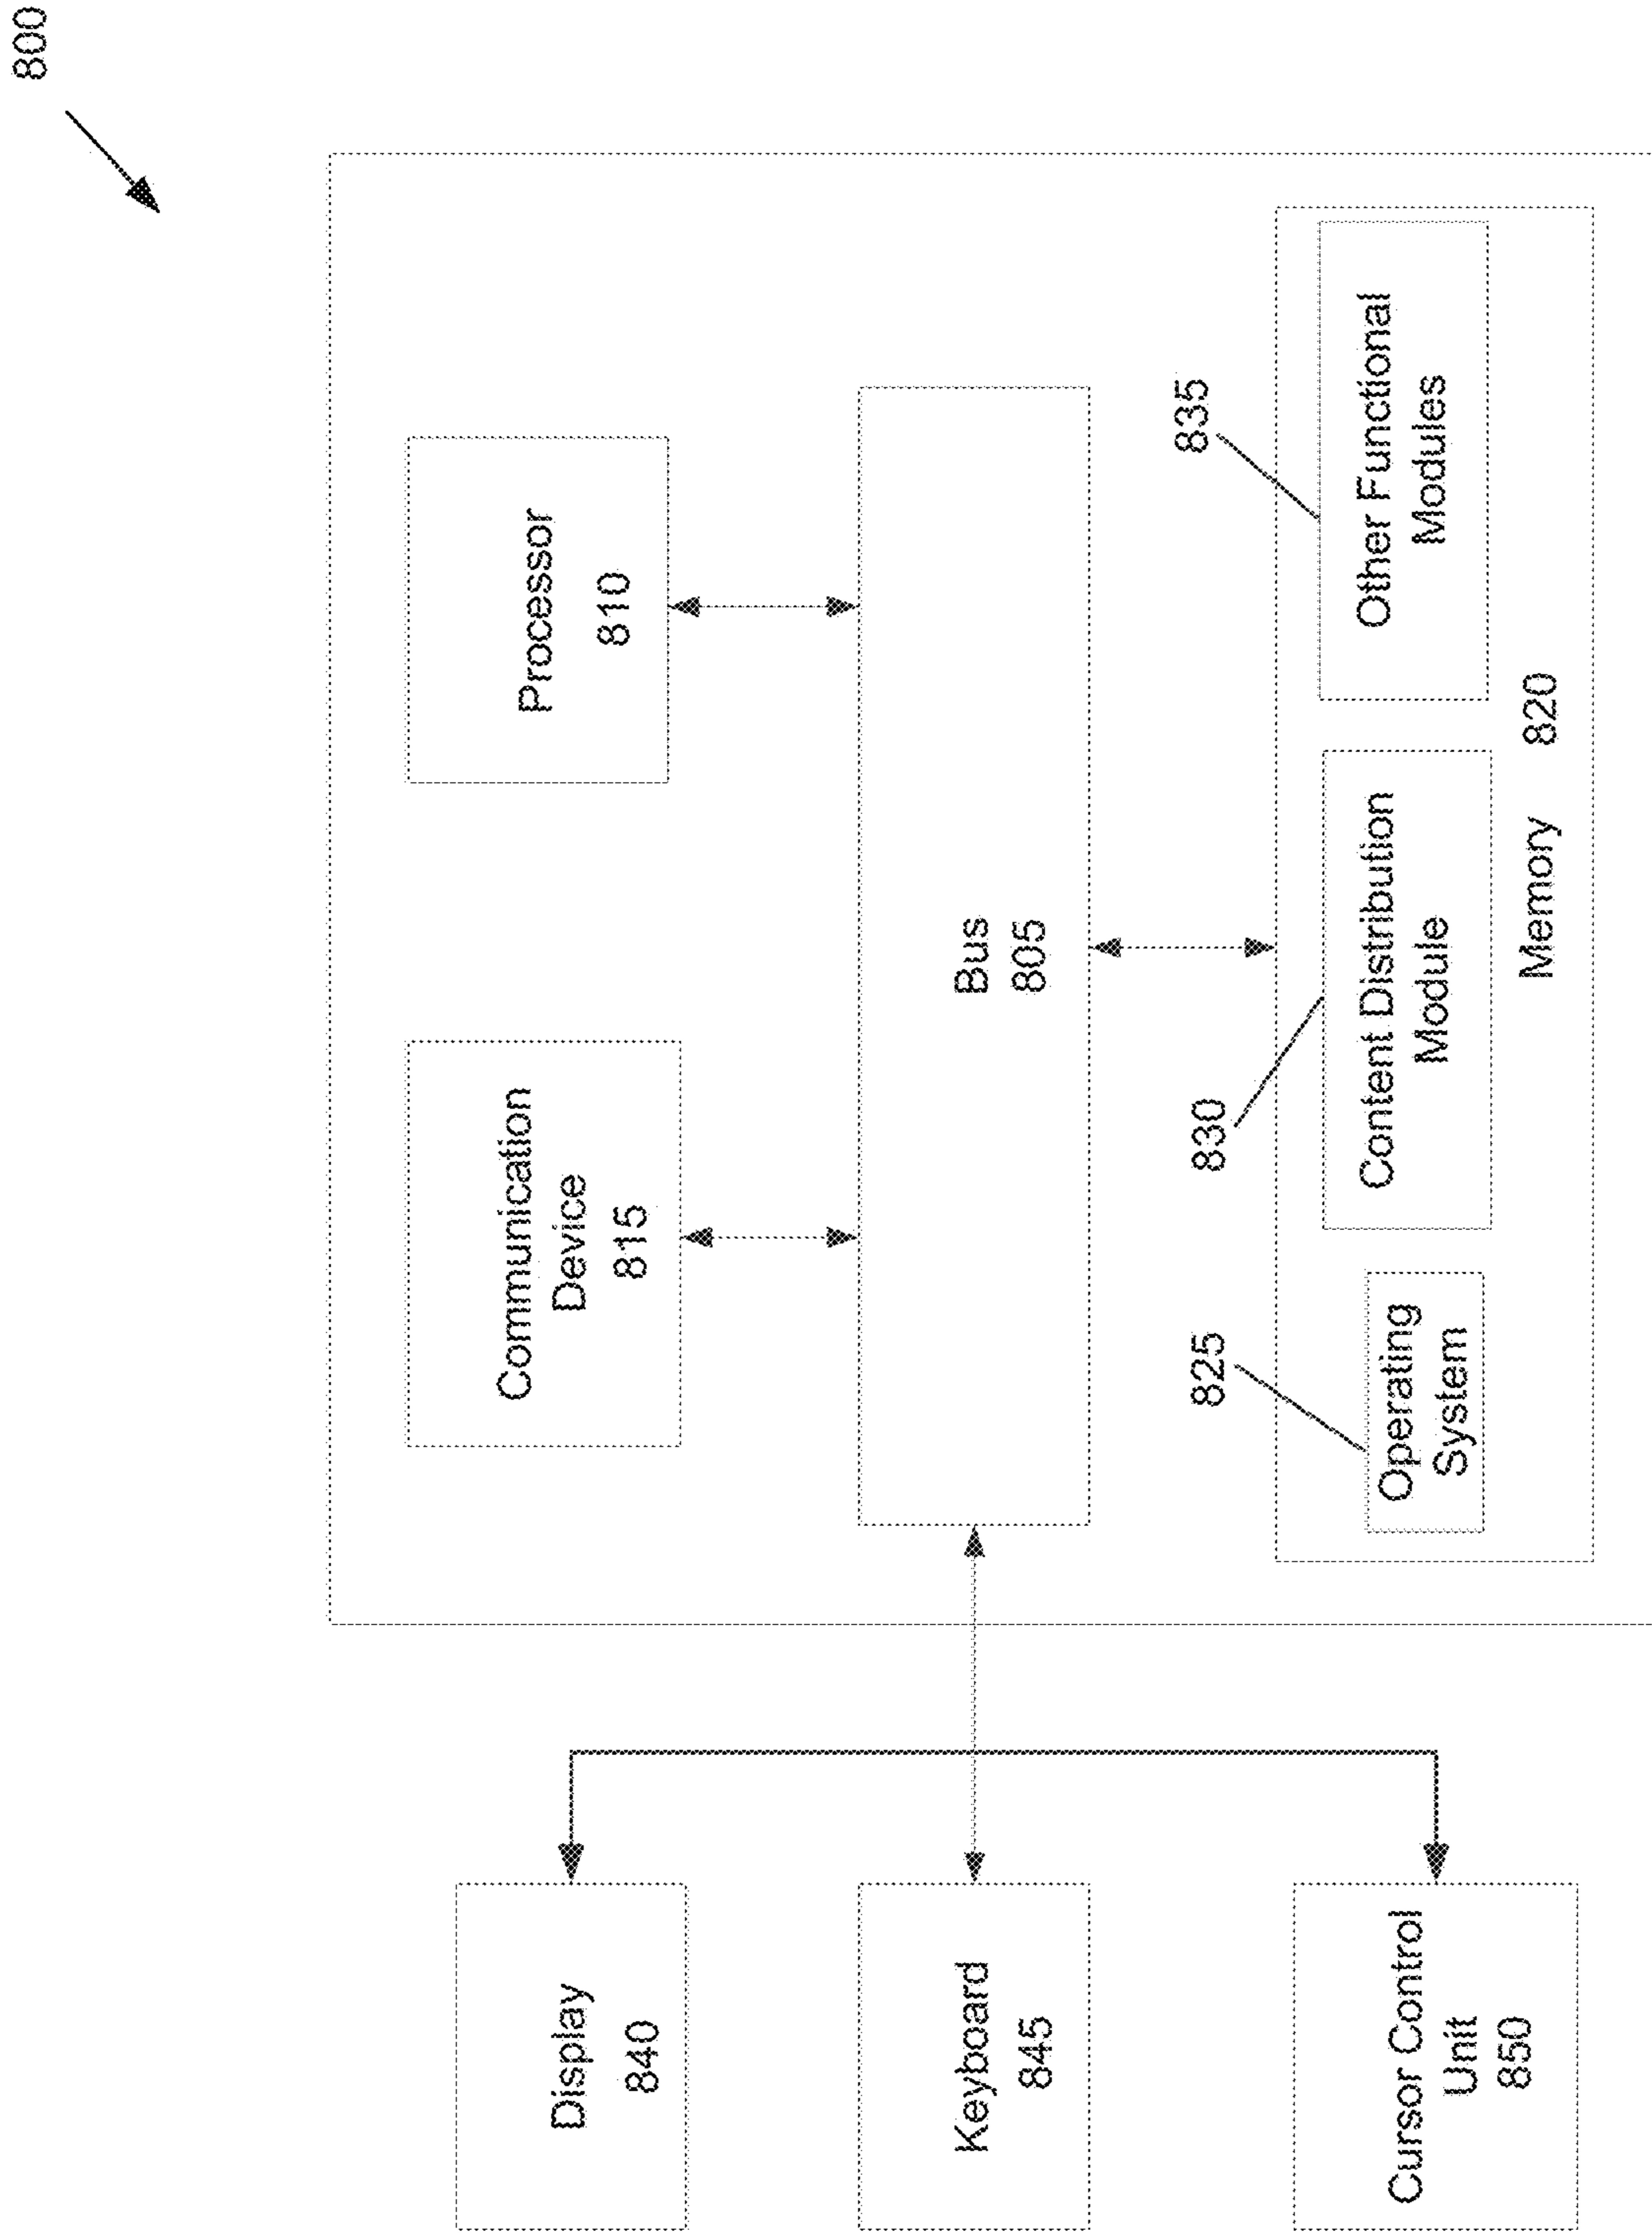 800
Display
840
Keyboard
845
Cursor Control
Unit
850
Communication
Device
815
Processor
810
Bus
805
825
830
835
Operating
System
Content Distribution
Module
Other Functional
Modules
Memory 820